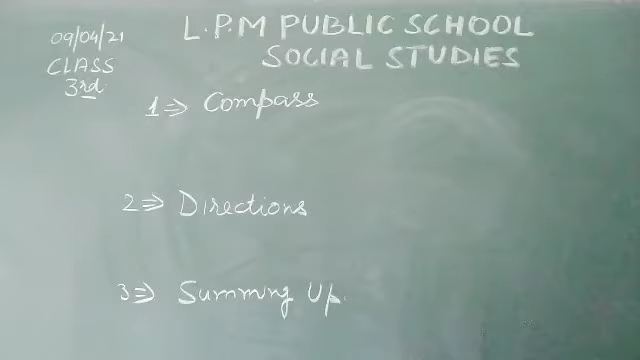 09/04/21
CLASS
3rd
L.P.M PUBLIC SCHOOL
SOCIAL STUDIES
1⇒ Compass
2⇒ Directions
3⇒ Summing Up.